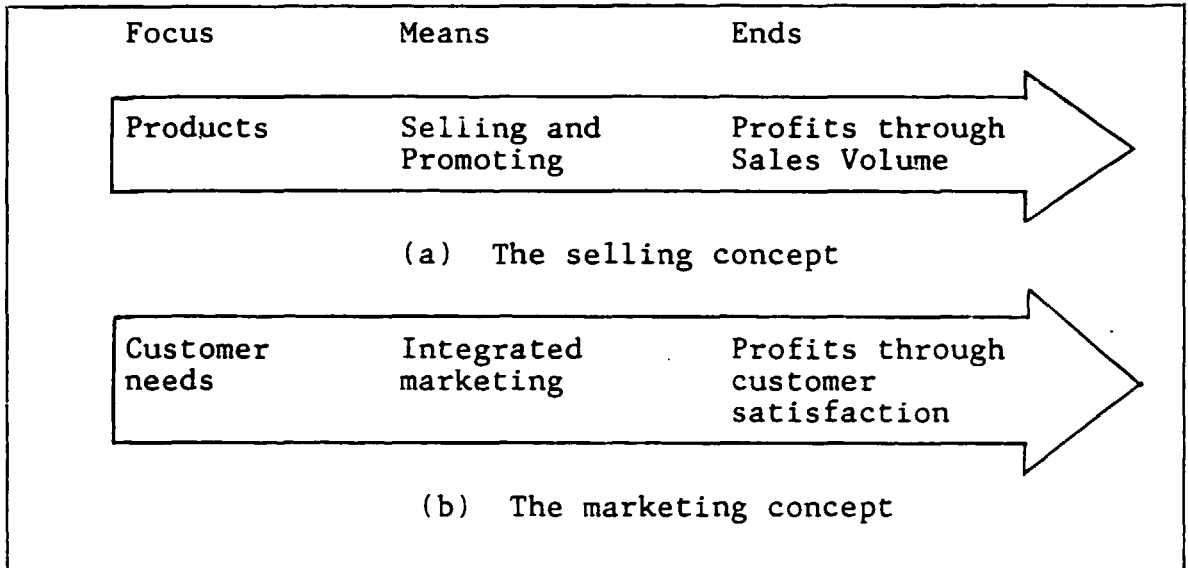 Focus Means Ends
Products Selling and Profits through
Promoting Sales Volume
(a) The selling concept
Customer Integrated Profits through
needs marketing customer
satisfaction
(b) The marketing concept